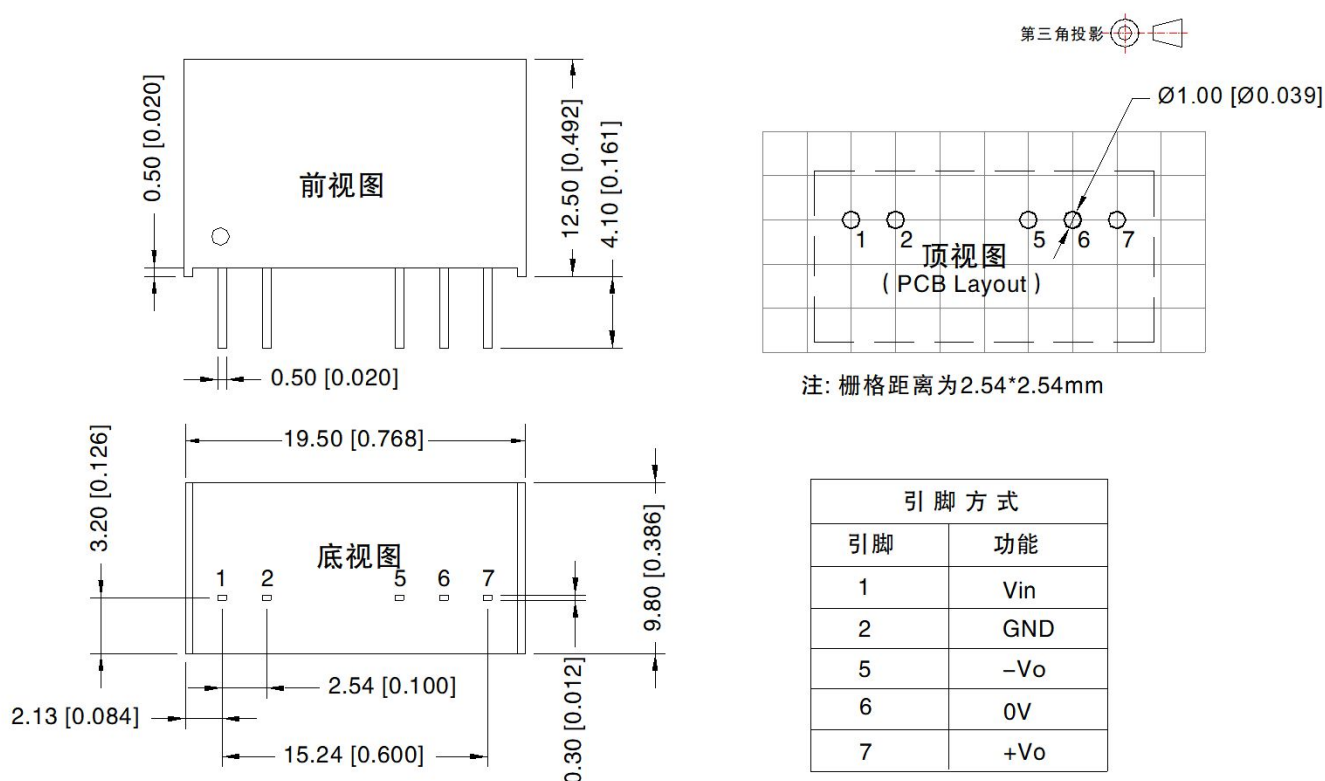 第三角投影
Ø1.00 [Ø0.039]
0.50 [0.020]
前视图
12.50 [0.492]
4.10 [0.161]
0.50 [0.020]
1 2 5 6 7
顶视图
( PCB Layout )
注: 栅格距离为2.54*2.54mm
19.50 [0.768]
3.20 [0.126]
底视图
1 2 5 6 7
9.80 [0.386]
2.54 [0.100]
2.13 [0.084]
15.24 [0.600]
0.30 [0.012]
引脚方式
引脚 功能
1 Vin
2 GND
5 −Vo
6 0V
7 +Vo